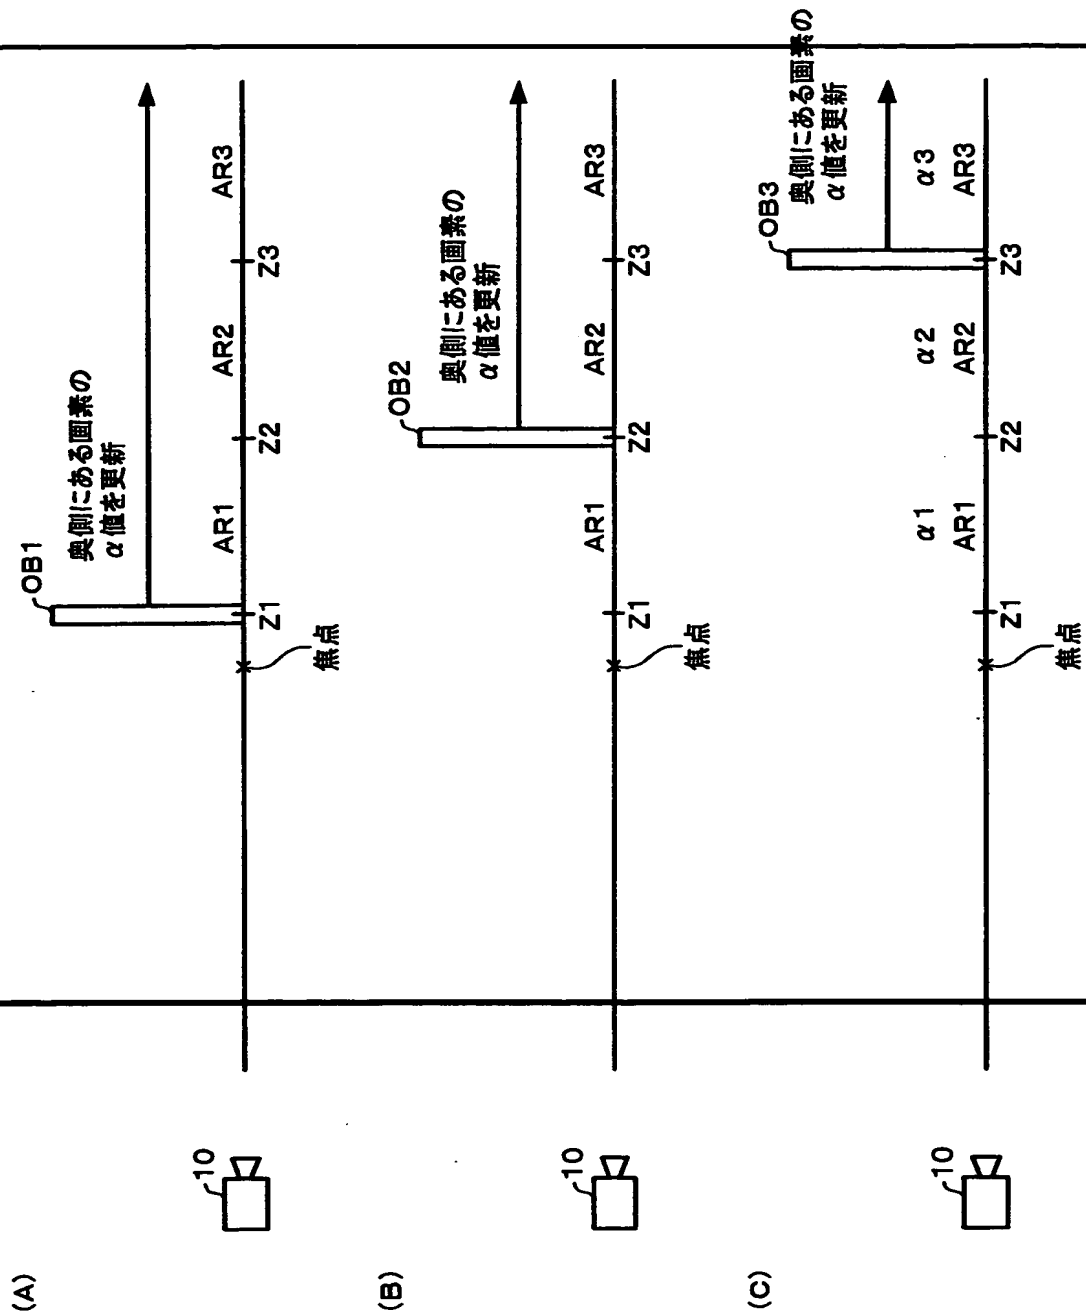 (A)
10
焦点
OB1
奥側にある画素の
α値を更新
Z1
AR1
Z2
AR2
Z3
AR3
(B)
10
焦点
OB2
奥側にある画素の
α値を更新
Z1
AR1
Z2
AR2
Z3
AR3
(C)
10
焦点
OB3
奥側にある画素の
α値を更新
α1
α2
α3
Z1
AR1
Z2
AR2
Z3
AR3